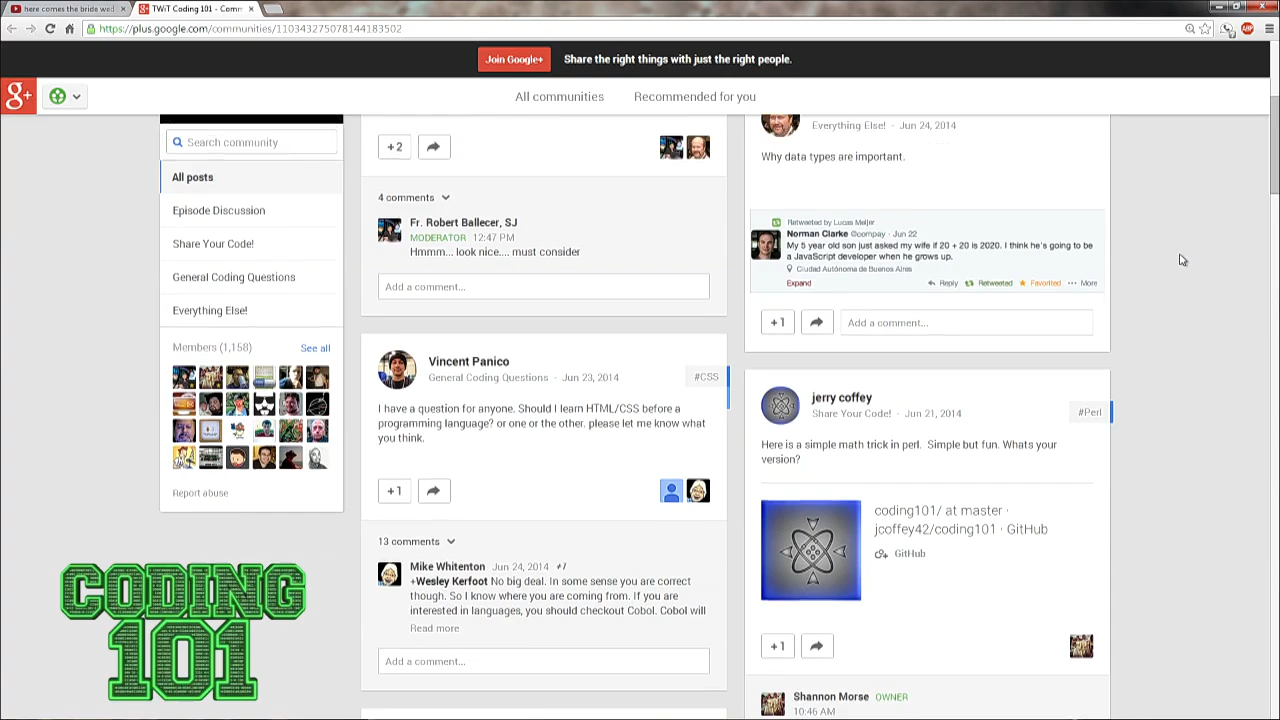 here comes the bride wed
TWiT Coding 101 - Comm
https://plus.google.com/communities/110343275078144183502
Join Google+
Share the right things with just the right people.
g+
All communities
Recommended for you
Search community
All posts
Episode Discussion
Share Your Code!
General Coding Questions
Everything Else!
Members (1,158)
See all
Report abuse
CODING
101
+2
4 comments
Fr. Robert Ballecer, SJ
MODERATOR 12:47 PM
Hmmm... look nice.... must consider
Add a comment...
Vincent Panico
General Coding Questions - Jun 23, 2014
#CSS
I have a question for anyone. Should I learn HTML/CSS before a
programming language? or one or the other. please let me know what
you think.
+1
13 comments
Mike Whitenton Jun 24, 2014
+Wesley Kerfoot No big deal. In some sense you are correct
though. So I know where you are coming from. If you are
interested in languages, you should checkout Cobol. Cobol will
Read more
Add a comment...
Everything Else! - Jun 24, 2014
Why data types are important.
Retweeted by Lucas Meijer
Norman Clarke @compay · Jun 22
My 5 year old son just asked my wife if 20 + 20 is 2020. I think he's going to
be a JavaScript developer when he grows up.
Ciudad Autónoma de Buenos Aires
Expand
Reply Retweeted Favorited ··· More
+1
Add a comment...
jerry coffey
Share Your Code! - Jun 21, 2014
#Perl
Here is a simple math trick in perl. Simple but fun. Whats your
version?
coding101/ at master ·
jcoffey42/coding101 · GitHub
GitHub
+1
Shannon Morse OWNER
10:46 AM